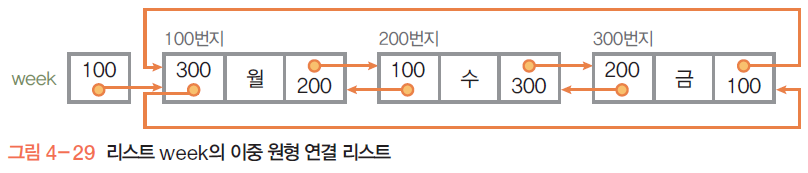 100번지 200번지 300번지
week 100 300 월 200 100 수 300 200 금 100
그림 4-29 리스트 week의 이중 원형 연결 리스트